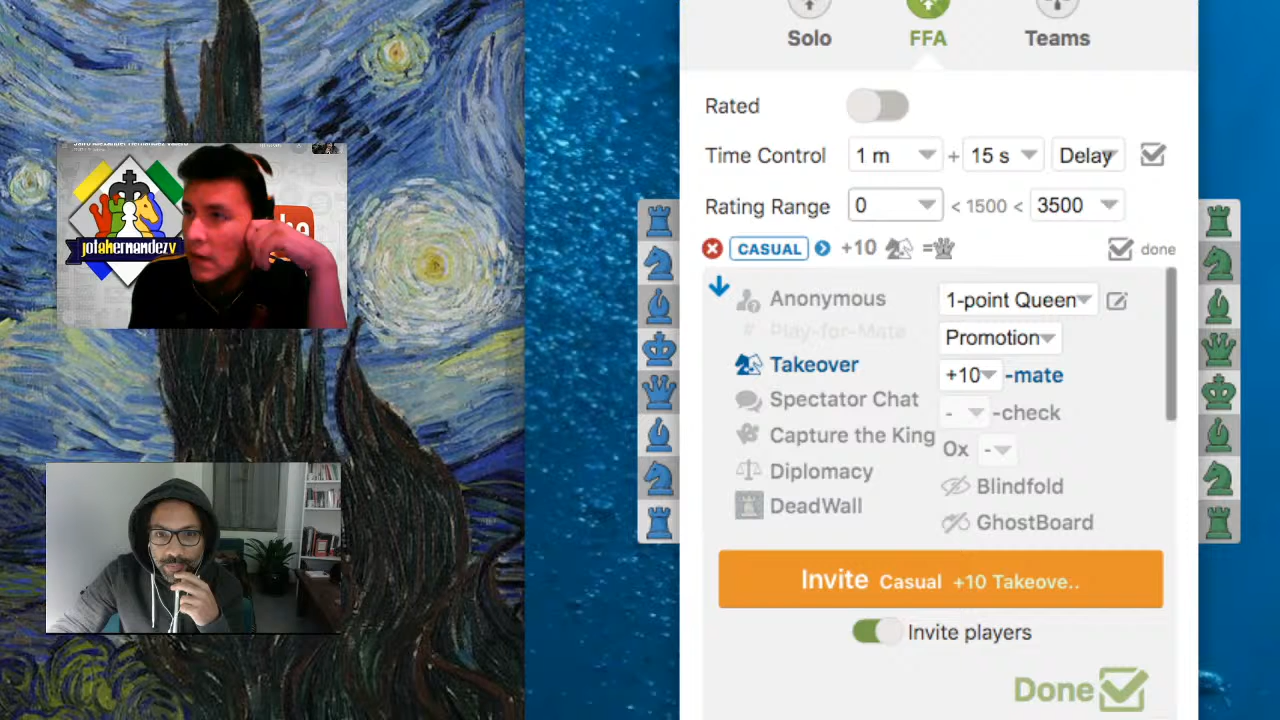 Solo FFA Teams
Rated
Time Control 1 m + 15 s Delay
Rating Range 0 < 1500 < 3500
CASUAL +10 = done
Anonymous 1-point Queen
# Play-for-Mate Promotion
Takeover +10 -mate
Spectator Chat - -check
Capture the King 0x -
Diplomacy Blindfold
DeadWall GhostBoard
Invite Casual +10 Takeove..
Invite players
Done
jotahernandezv